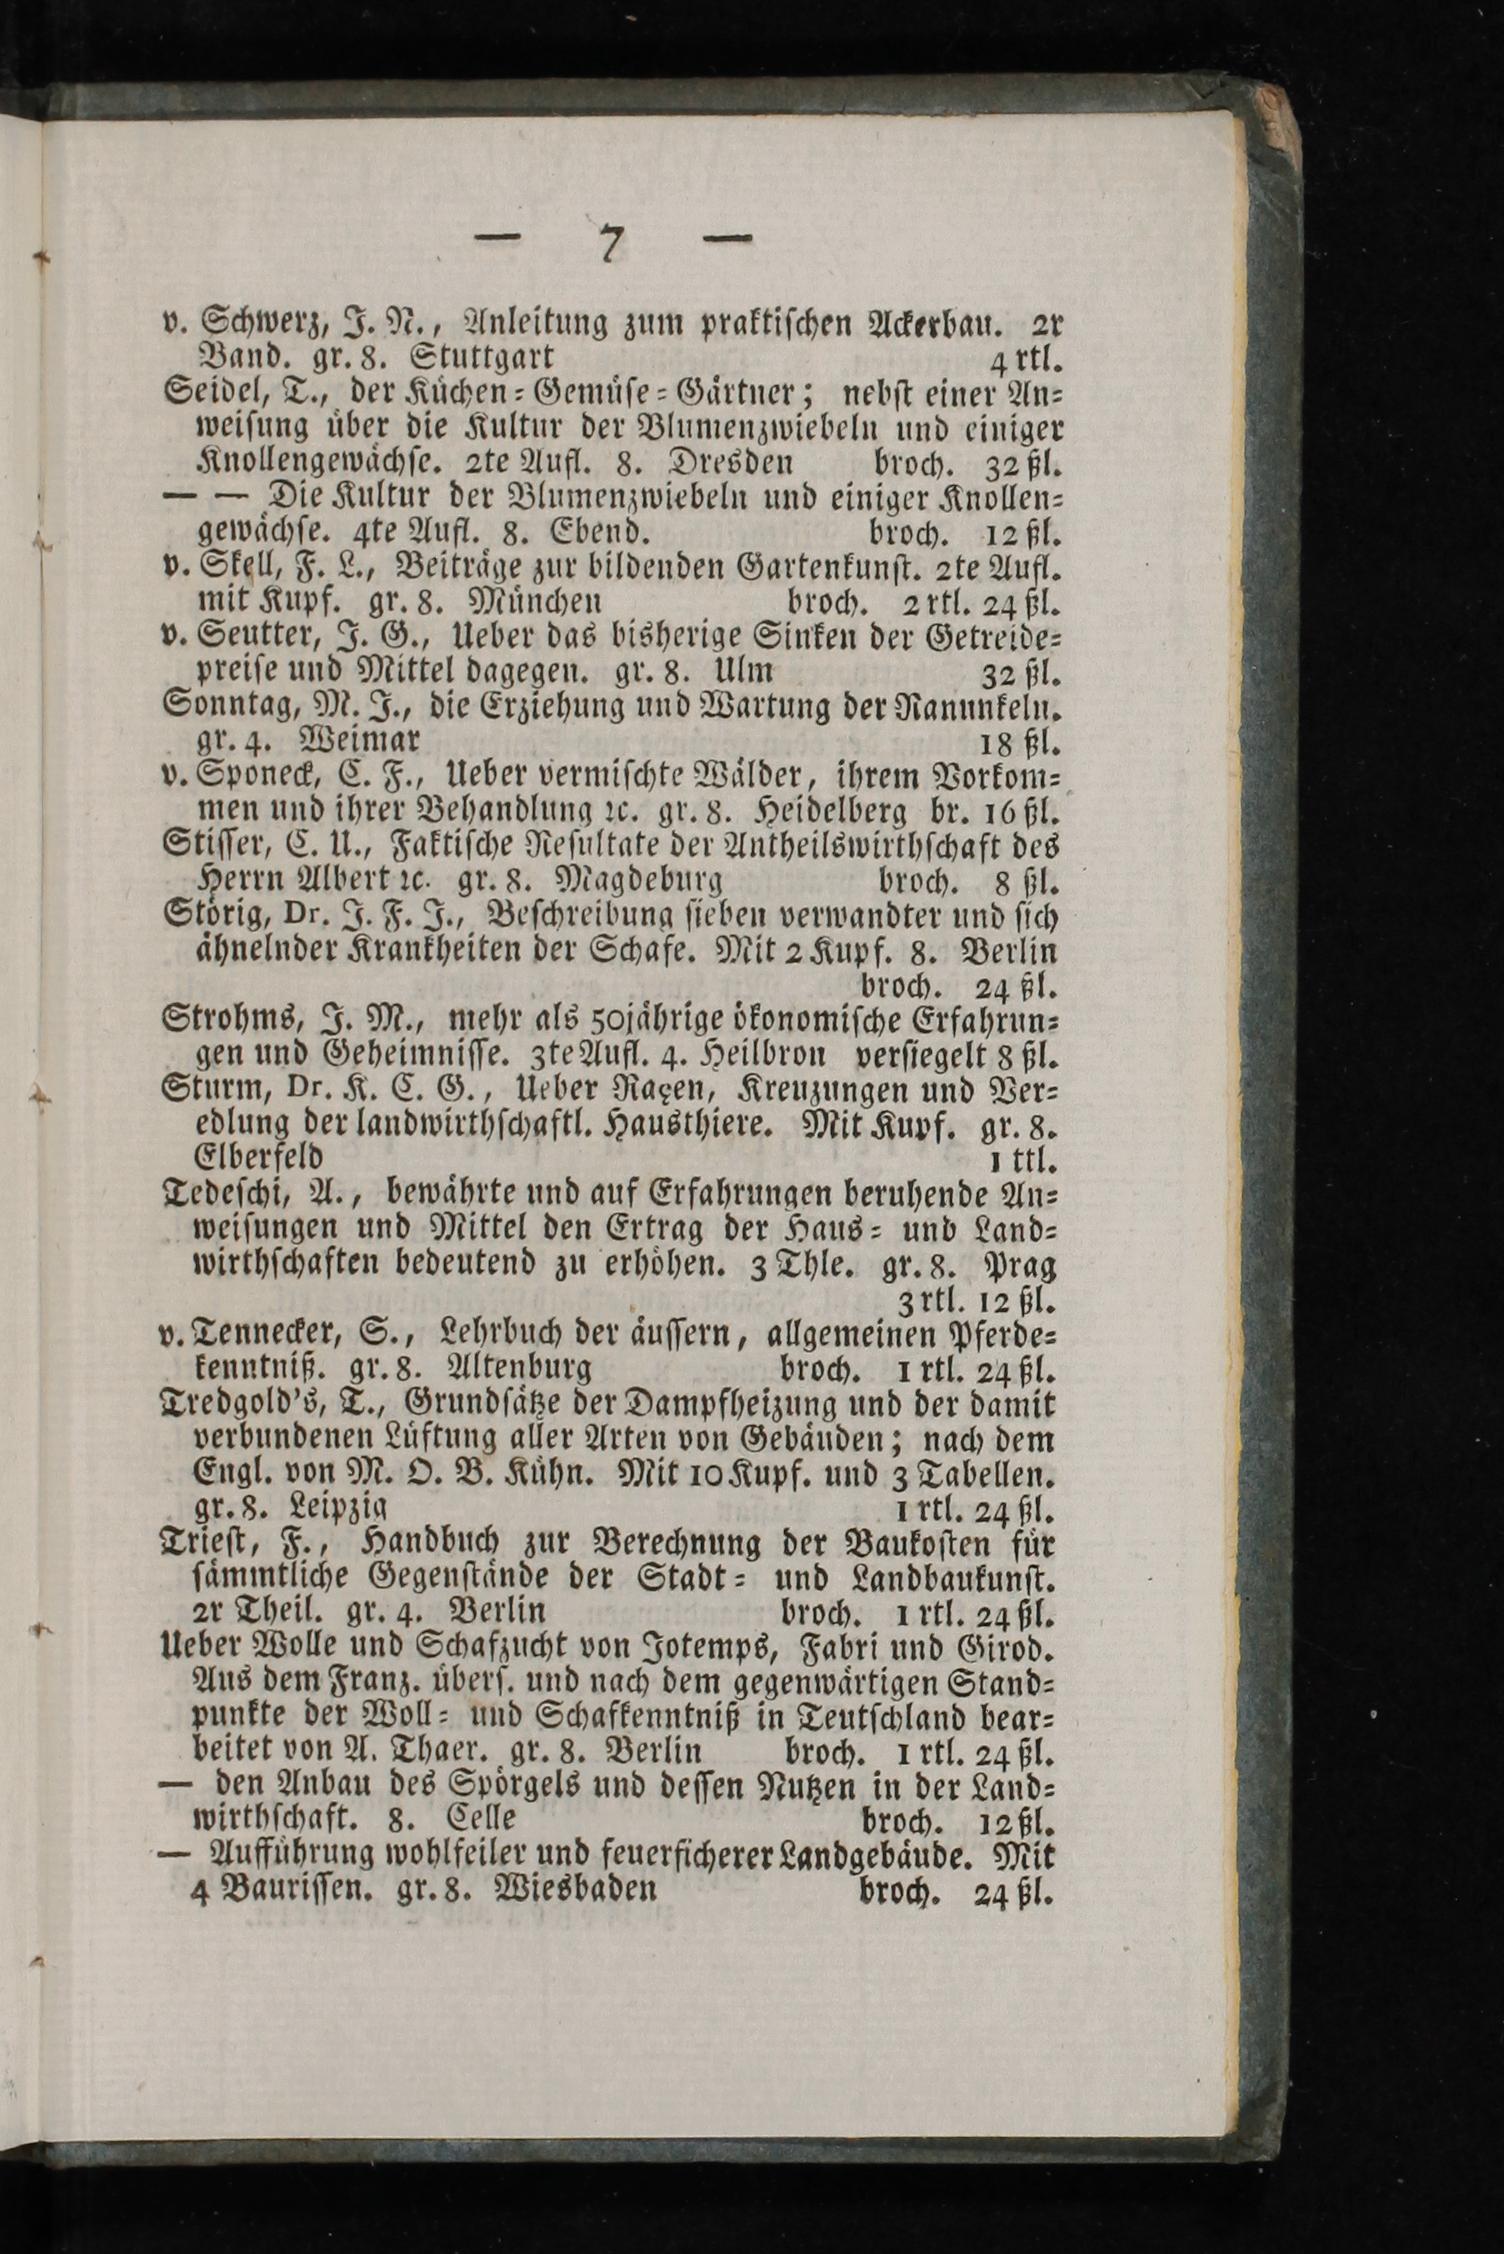 — 7 —
v. Schwerz, J. N., Anleitung zum praktischen Ackerbau. 2r
Band. gr. 8. Stuttgart 4 rtl.
Seidel, T., der Küchen-Gemüse-Gärtner; nebst einer An-
weisung über die Kultur der Blumenzwiebeln und einiger
Knollengewächse. 2te Aufl. 8. Dresden broch. 32 ßl.
— — Die Kultur der Blumenzwiebeln und einiger Knollen-
gewächse. 4te Aufl. 8. Ebend. broch. 12 ßl.
v. Skell, F. L., Beiträge zur bildenden Gartenkunst. 2te Aufl.
mit Kupf. gr. 8. München broch. 2 rtl. 24 ßl.
v. Seutter, J. G., Ueber das bisherige Sinken der Getreide-
preise und Mittel dagegen. gr. 8. Ulm 32 ßl.
Sonntag, M. J., die Erziehung und Wartung der Ranunkeln.
gr. 4. Weimar 18 ßl.
v. Sponeck, C. F., Ueber vermischte Wälder, ihrem Vorkom-
men und ihrer Behandlung ꝛc. gr. 8. Heidelberg br. 16 ßl.
Stisser, C. U., Faktische Resultate der Antheilswirthschaft des
Herrn Albert ꝛc. gr. 8. Magdeburg broch. 8 ßl.
Störig, Dr. J. F. J., Beschreibung sieben verwandter und sich
ähnelnder Krankheiten der Schafe. Mit 2 Kupf. 8. Berlin
broch. 24 ßl.
Strohms, J. M., mehr als 50jährige ökonomische Erfahrun-
gen und Geheimnisse. 3te Aufl. 4. Heilbron versiegelt 8 ßl.
Sturm, Dr. K. C. G., Ueber Raçen, Kreuzungen und Ver-
edlung der landwirthschaftl. Hausthiere. Mit Kupf. gr. 8.
Elberfeld 1 ttl.
Tedeschi, A., bewährte und auf Erfahrungen beruhende An-
weisungen und Mittel den Ertrag der Haus- und Land-
wirthschaften bedeutend zu erhöhen. 3 Thle. gr. 8. Prag
3 rtl. 12 ßl.
v. Tennecker, S., Lehrbuch der äussern, allgemeinen Pferde-
kenntniß. gr. 8. Altenburg broch. 1 rtl. 24 ßl.
Tredgold's, T., Grundsätze der Dampfheizung und der damit
verbundenen Lüftung aller Arten von Gebäuden; nach dem
Engl. von M. O. B. Kühn. Mit 10 Kupf. und 3 Tabellen.
gr. 8. Leipzig 1 rtl. 24 ßl.
Triest, F., Handbuch zur Berechnung der Baukosten für
sämmtliche Gegenstände der Stadt- und Landbaukunst.
2r Theil. gr. 4. Berlin broch. 1 rtl. 24 ßl.
Ueber Wolle und Schafzucht von Jotemps, Fabri und Girod.
Aus dem Franz. übers. und nach dem gegenwärtigen Stand-
punkte der Woll- und Schafkenntniß in Teutschland bear-
beitet von A. Thaer. gr. 8. Berlin broch. 1 rtl. 24 ßl.
— den Anbau des Spörgels und dessen Nutzen in der Land-
wirthschaft. 8. Celle broch. 12 ßl.
— Aufführung wohlfeiler und feuersicherer Landgebäude. Mit
4 Baurissen. gr. 8. Wiesbaden broch. 24 ßl.